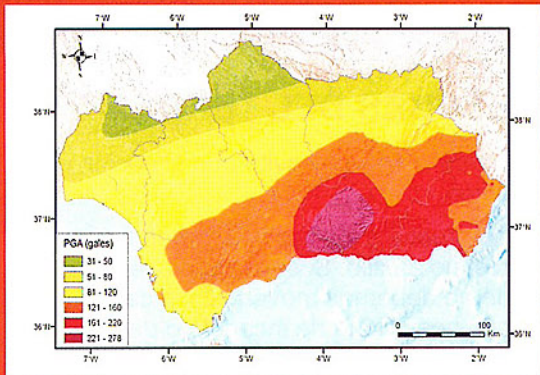 7°W 6°W 5°W 4°W 3°W 2°W
38°N 38°N
37°N 37°N
PGA (gales)
31 - 50
51 - 80
81 - 120
121 - 160
161 - 220
221 - 278
0 100
Km
36°N 36°N
7°W 6°W 5°W 4°W 3°W 2°W